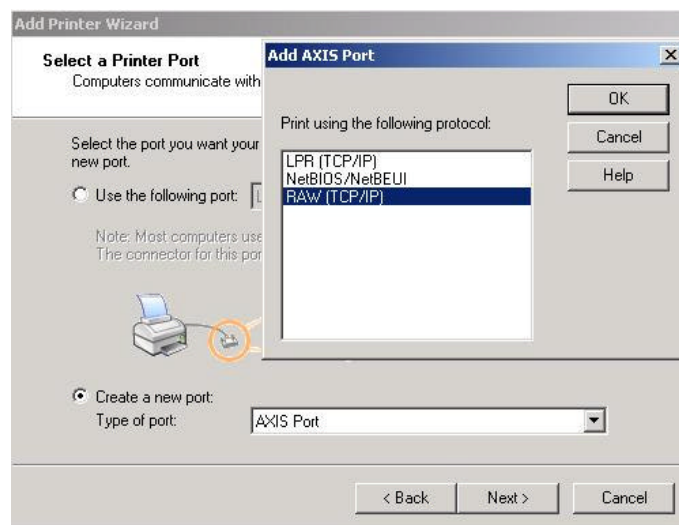 Add Printer Wizard
Select a Printer Port
Computers communicate with
Select the port you want your
new port.
Use the following port:
Note: Most computers use
The connector for this por
Create a new port:
Type of port:
AXIS Port
< Back
Next >
Cancel
Add AXIS Port
Print using the following protocol:
LPR (TCP/IP)
NetBIOS/NetBEUI
RAW (TCP/IP)
OK
Cancel
Help